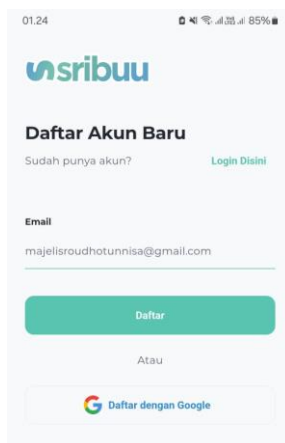 01.24
85%
sribuu
Daftar Akun Baru
Sudah punya akun? Login Disini
Email
majelisroudhotunnisa@gmail.com
Daftar
Atau
Daftar dengan Google